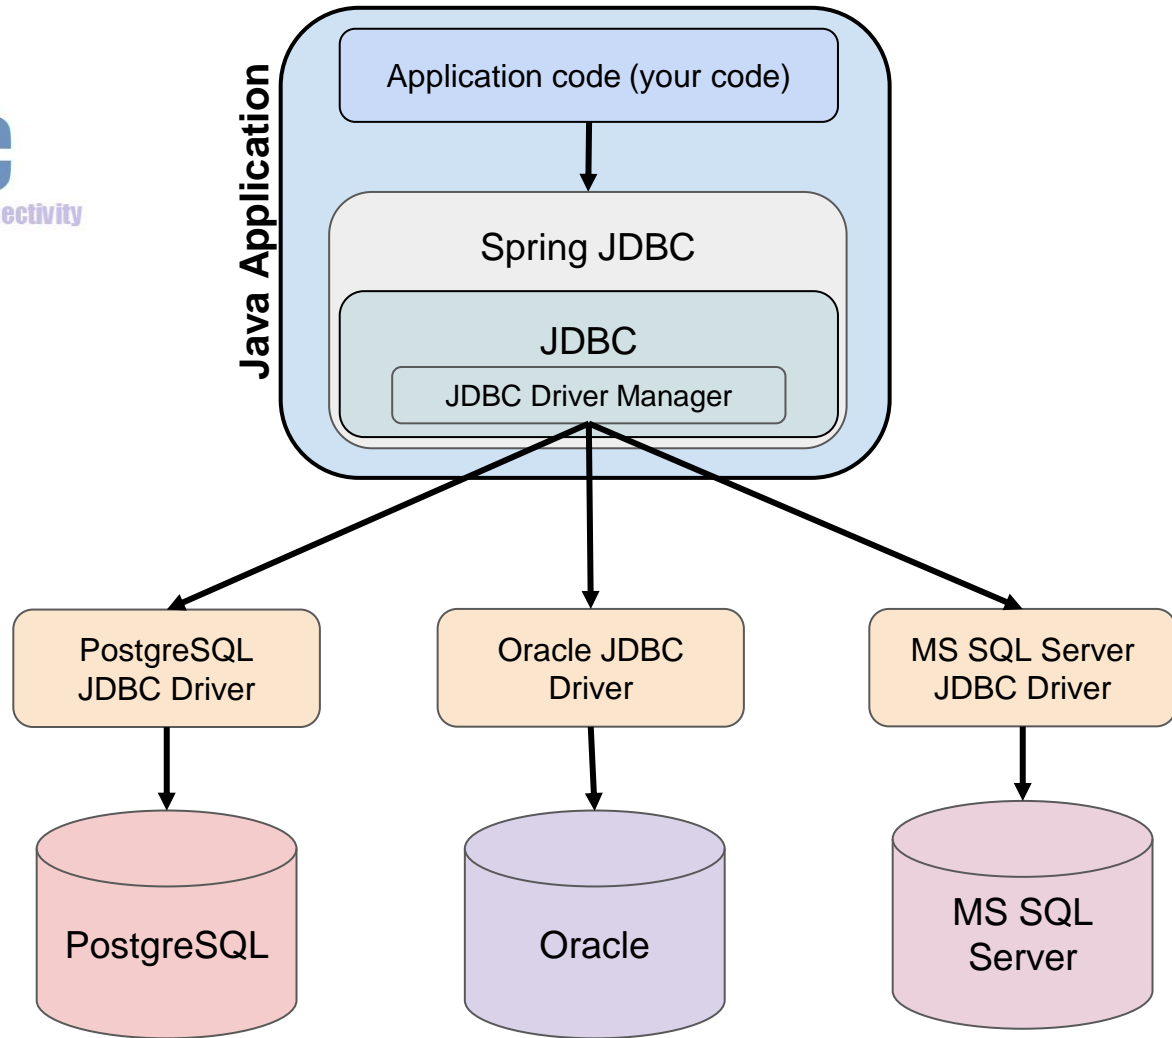 Application code (your code)
Java Application
ectivity
Spring JDBC
JDBC
JDBC Driver Manager
PostgreSQL
JDBC Driver
Oracle JDBC
Driver
MS SQL Server
JDBC Driver
PostgreSQL
Oracle
MS SQL
Server